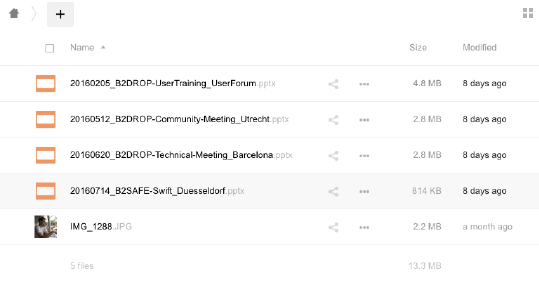 +
Name ▲ Size Modified
20160205_B2DROP-UserTraining_UserForum.pptx ••• 4.8 MB 8 days ago
20160512_B2DROP-Community-Meeting_Utrecht.pptx ••• 2.8 MB 8 days ago
20160620_B2DROP-Technical-Meeting_Barcelona.pptx ••• 2.8 MB 8 days ago
20160714_B2SAFE-Swift_Duesseldorf.pptx ••• 814 KB 8 days ago
IMG_1288.JPG ••• 2.2 MB a month ago
5 files 13.3 MB